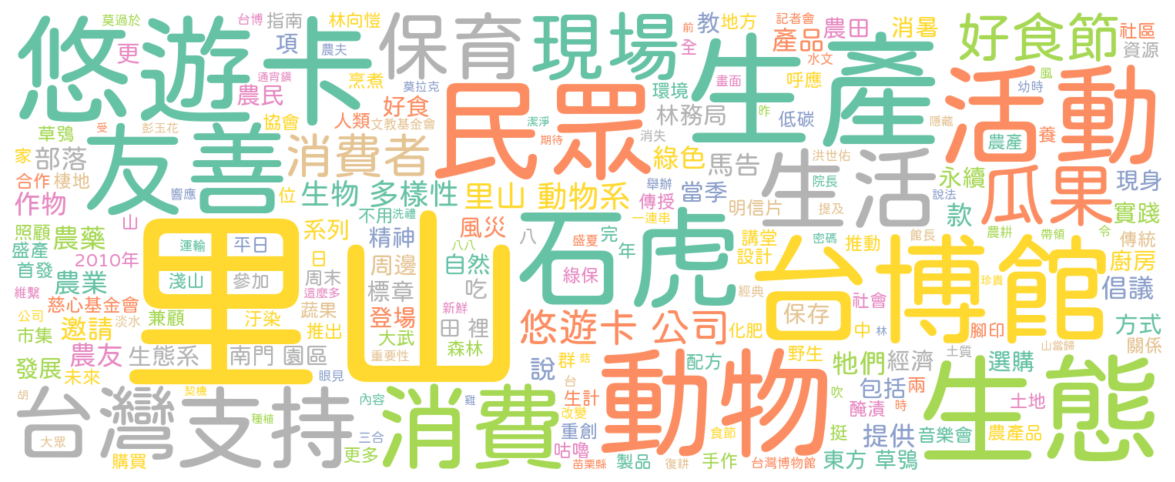 莫過於
台博
指南
林向愷
項
更
悠遊卡
保育
現場
教
地方
全
前
記者會
產品
農田
消暑
好食節
社區
資源
農夫
通宵鎮
農民
烹煮
莫拉克
好食
畫面
水文
呼應
環境
生產
風
幼時
活動
草鴞
受
彭玉花
協會
人類
文教基金會
潔淨
期待
民眾
消失
林務局
昨
低碳
隱藏
農產
養
家
部落
友善
消費者
綠色
馬告
洪世佑
合作
棲地
響應
位
生物 多樣性
里山 動物系
舉辦
傳授
當季
生活
院長
說法
永續
現身
作物
山
不用
洗禮
一連串
明信片
提及
款
瓜果
實踐
照顧
農藥
系列
精神
風災
八
盛夏
完
年
石虎
講堂
設計
密碼
推動
館長
農耕
帶領
令
傳統
盛產
2010年
運輸
平日
里山
日
周邊
八八
自然
綠保
台博館
廚房
首發
農業
淺山
參加
周末
標章
吃
經典
珍貴
倡議
維繫
慈心基金會
這麼多
蔬果
登場
新鮮
保存
社會
公司
淡水
兼顧
汙染
推出
大武
田 裡
悠遊卡 公司
化肥
中
林
腳印
方式
市集
邀請
森林
關係
發展
農友
生態系
南門 園區
重要性
說
群
茄
配方
野生
牠們
經濟
土質
選購
山當歸
未來
眼見
台
吹
包括
兩
胡
契機
內容
雞
生計
改變
動物
醃漬
時
土地
生態
台灣
支持
種植
三合
消費
重創
食節
挺
提供
音樂會
農產品
大眾
購買
更多
咕嚕
苗栗縣
製品
復耕
手作
台灣博物館
東方 草鴞